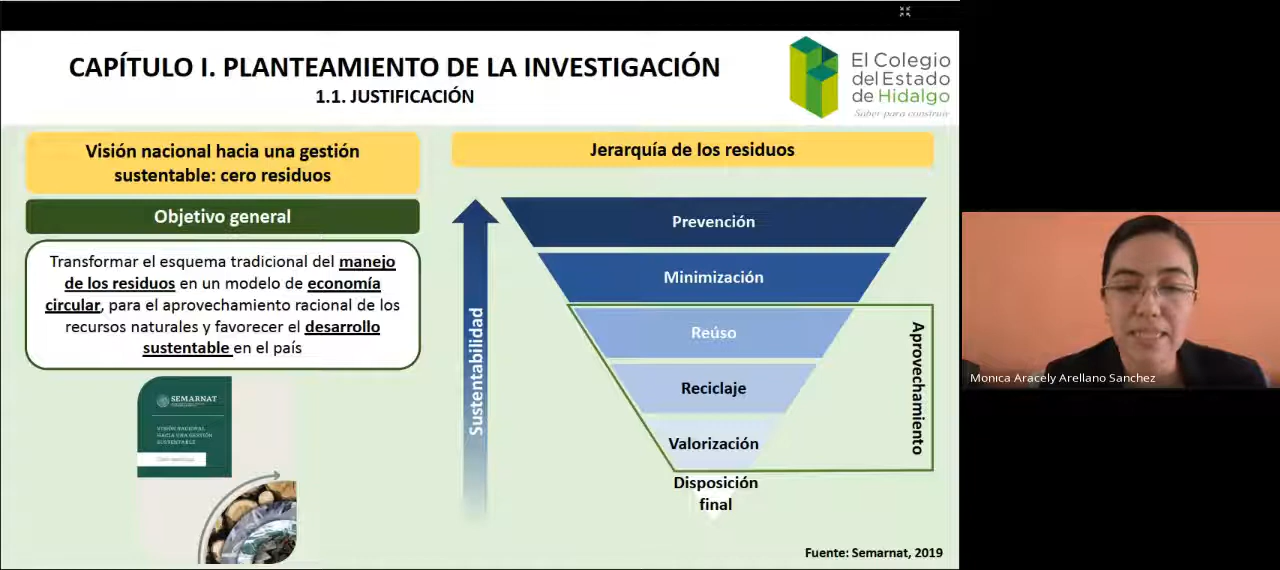 CAPÍTULO I. PLANTEAMIENTO DE LA INVESTIGACIÓN
1.1. JUSTIFICACIÓN
El Colegio
del Estado
de Hidalgo
Saber para construir
Visión nacional hacia una gestión
sustentable: cero residuos
Objetivo general
Transformar el esquema tradicional del manejo
de los residuos en un modelo de economía
circular, para el aprovechamiento racional de los
recursos naturales y favorecer el desarrollo
sustentable en el país
SEMARNAT
VISIÓN NACIONAL
HACIA UNA GESTIÓN
SUSTENTABLE
Jerarquía de los residuos
Sustentabilidad
Prevención
Minimización
Reúso
Reciclaje
Valorización
Disposición
final
Aprovechamiento
Fuente: Semarnat, 2019
Monica Aracely Arellano Sanchez